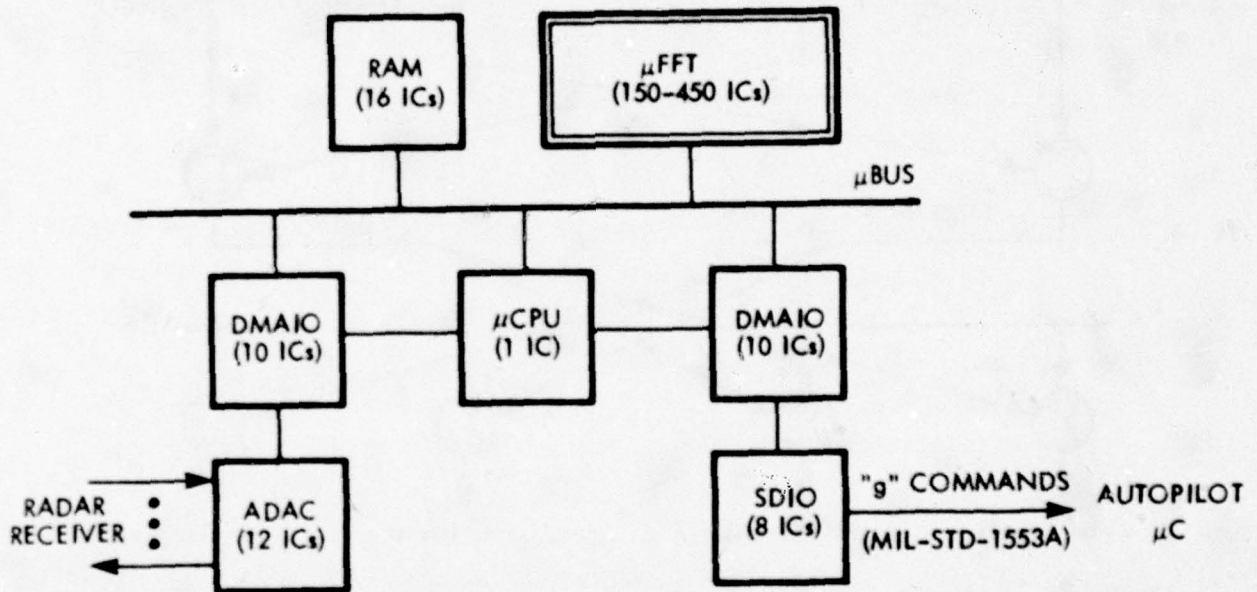 RAM
(16 ICs)
μFFT
(150-450 ICs)
μBUS
DMAIO
(10 ICs)
μCPU
(1 IC)
DMAIO
(10 ICs)
RADAR
RECEIVER
ADAC
(12 ICs)
SDIO
(8 ICs)
"g" COMMANDS
(MIL-STD-1553A)
AUTOPILOT
μC